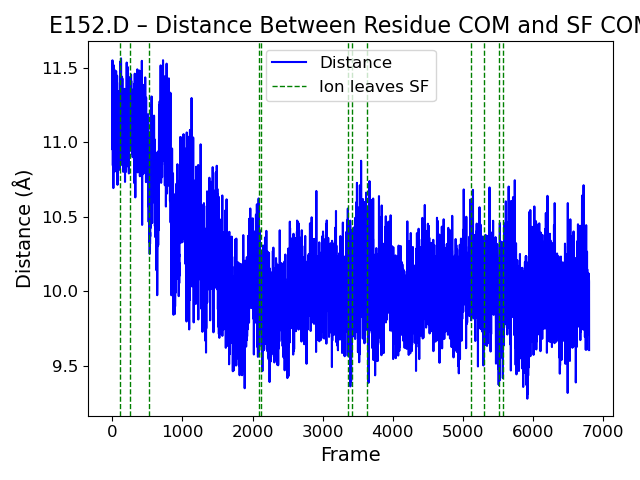 E152.D – Distance Between Residue COM and SF COM
Distance
Ion leaves SF
Distance (Å)
11.5
11.0
10.5
10.0
9.5
0 1000 2000 3000 4000 5000 6000 7000
Frame